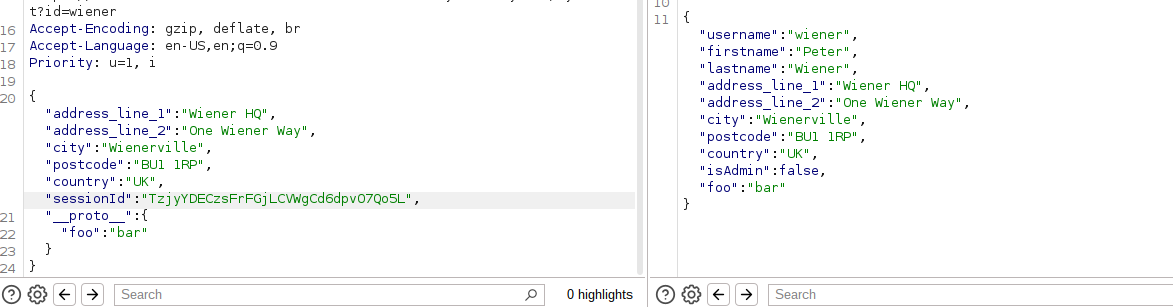 t?id=wiener
16 Accept-Encoding: gzip, deflate, br
17 Accept-Language: en-US,en;q=0.9
18 Priority: u=1, i
19
20 {
"address_line_1":"Wiener HQ",
"address_line_2":"One Wiener Way",
"city":"Wienerville",
"postcode":"BU1 1RP",
"country":"UK",
"sessionId":"TzjyYDECzsFrFGjLCVWgCd6dpvO7Qo5L",
21 "__proto__":{
22 "foo":"bar"
23 }
24 }
Search
0 highlights
10
11 {
"username":"wiener",
"firstname":"Peter",
"lastname":"Wiener",
"address_line_1":"Wiener HQ",
"address_line_2":"One Wiener Way",
"city":"Wienerville",
"postcode":"BU1 1RP",
"country":"UK",
"isAdmin":false,
"foo":"bar"
}
Search